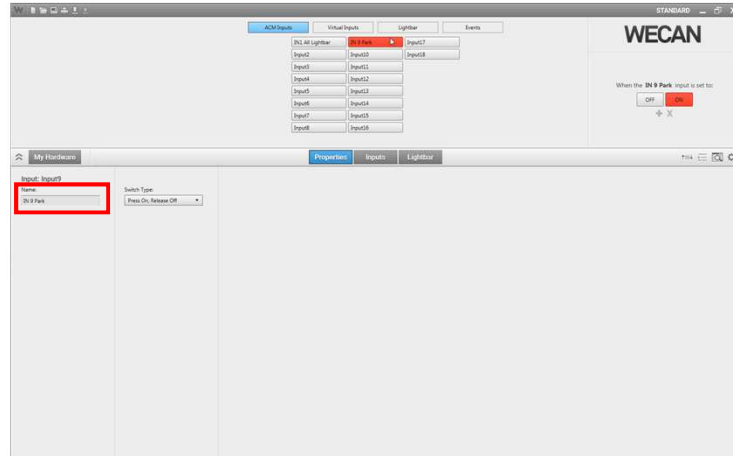 STANDARD
ACM Inputs
Virtual Inputs
Lightbar
Events
WECAN
IN1 All Lightbar
IN 9 Park
Input17
Input2
Input10
Input18
Input3
Input11
Input4
Input12
Input5
Input13
Input6
Input14
Input7
Input15
Input8
Input16
When the IN 9 Park input is set to:
OFF
ON
My Hardware
Properties
Inputs
Lightbar
Input: Input9
Name:
IN 9 Park
Switch Type:
Press On, Release Off